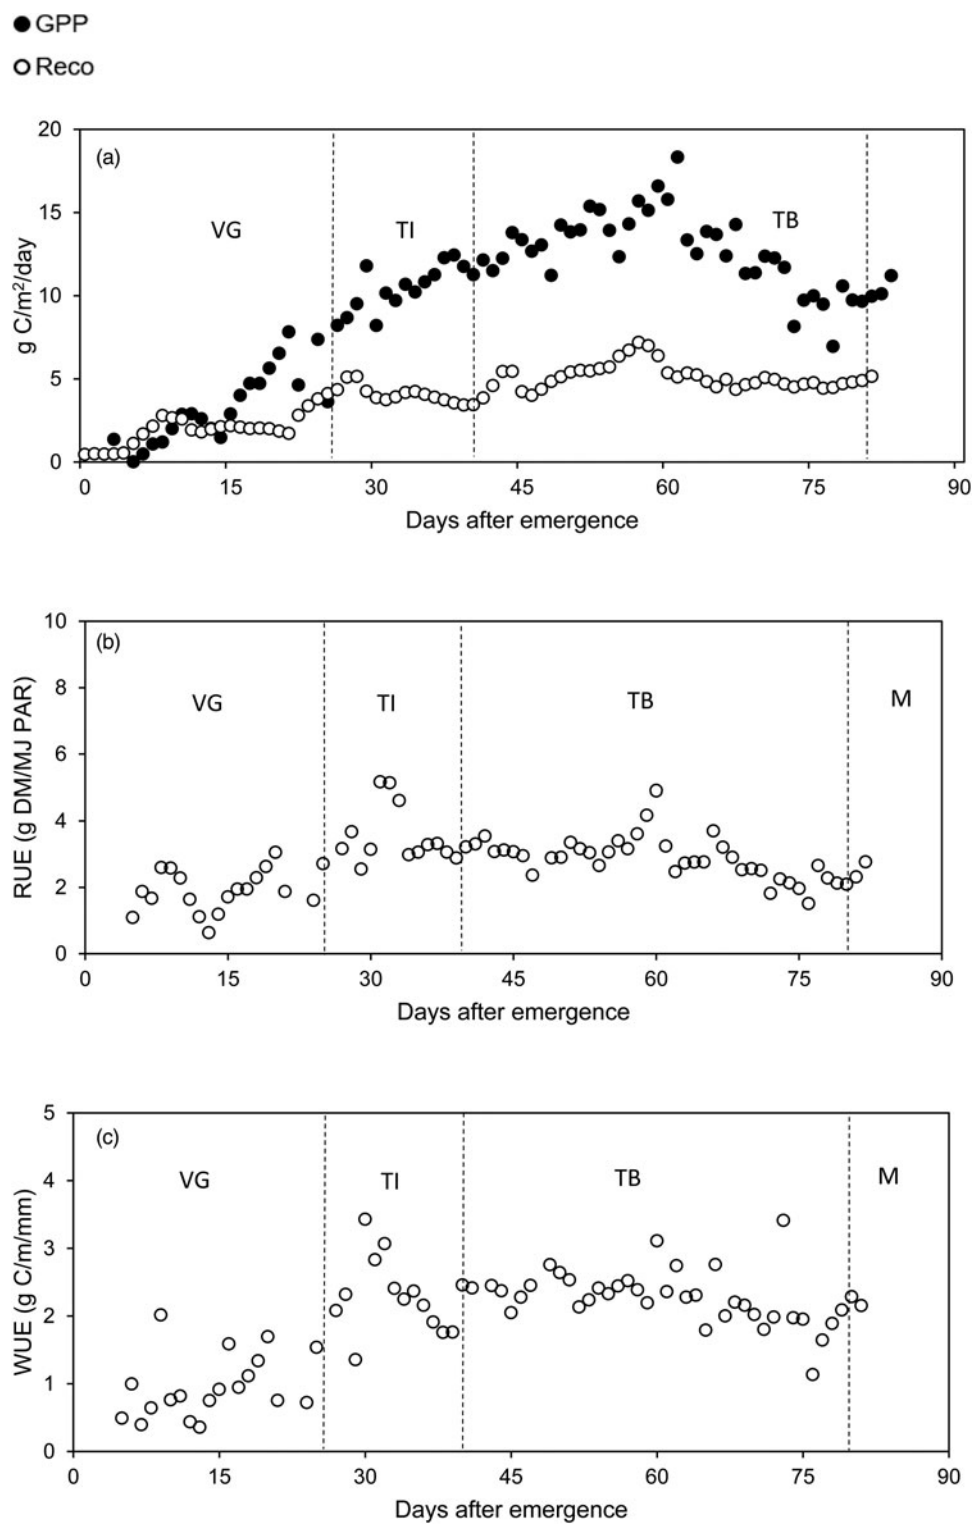 GPP
Reco
(a)
20
15
10
5
0
g C/m²/day
VG
TI
TB
0 15 30 45 60 75 90
Days after emergence
(b)
10
8
6
4
2
0
RUE (g DM/MJ PAR)
VG
TI
TB
M
0 15 30 45 60 75 90
Days after emergence
(c)
5
4
3
2
1
0
WUE (g C/m/mm)
VG
TI
TB
M
0 15 30 45 60 75 90
Days after emergence